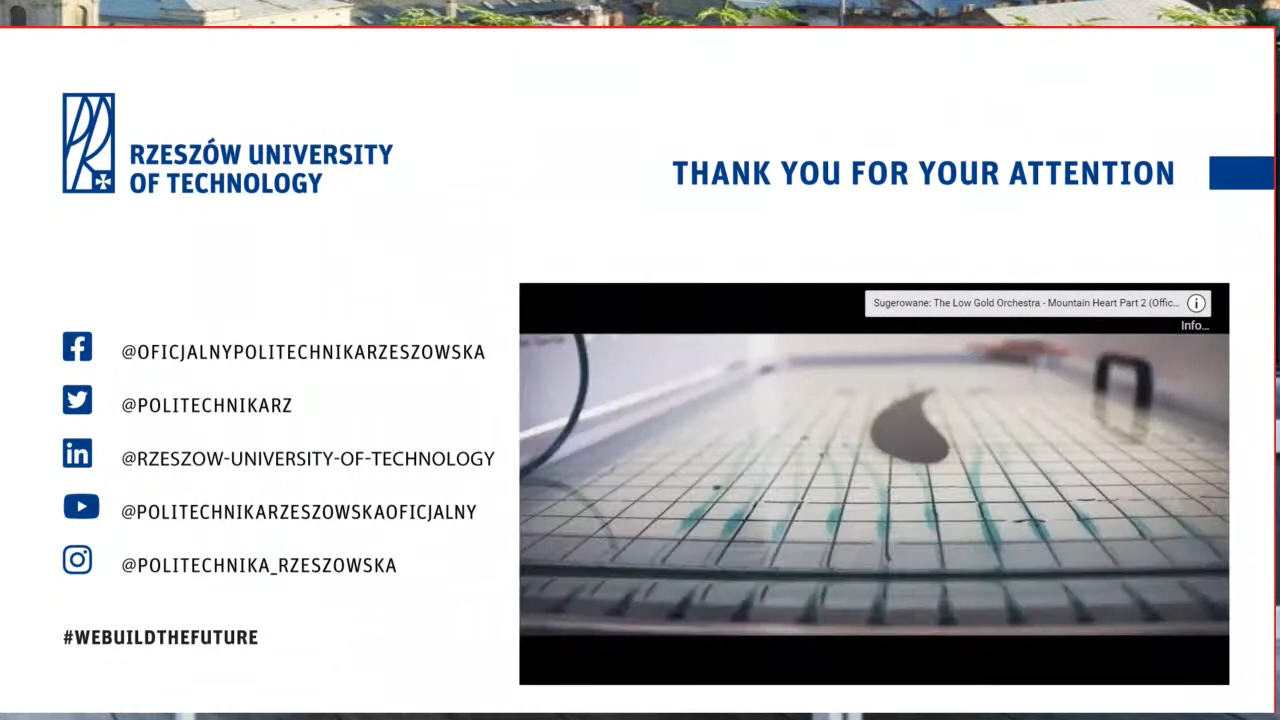 RZESZÓW UNIVERSITY
OF TECHNOLOGY
THANK YOU FOR YOUR ATTENTION
Sugerowane: The Low Gold Orchestra - Mountain Heart Part 2 (Offic...
Info...
@OFICJALNYPOLITECHNIKARZESZOWSKA
@POLITECHNIKARZ
@RZESZOW-UNIVERSITY-OF-TECHNOLOGY
@POLITECHNIKARZESZOWSKAOFICJALNY
@POLITECHNIKA_RZESZOWSKA
#WEBUILDTHEFUTURE